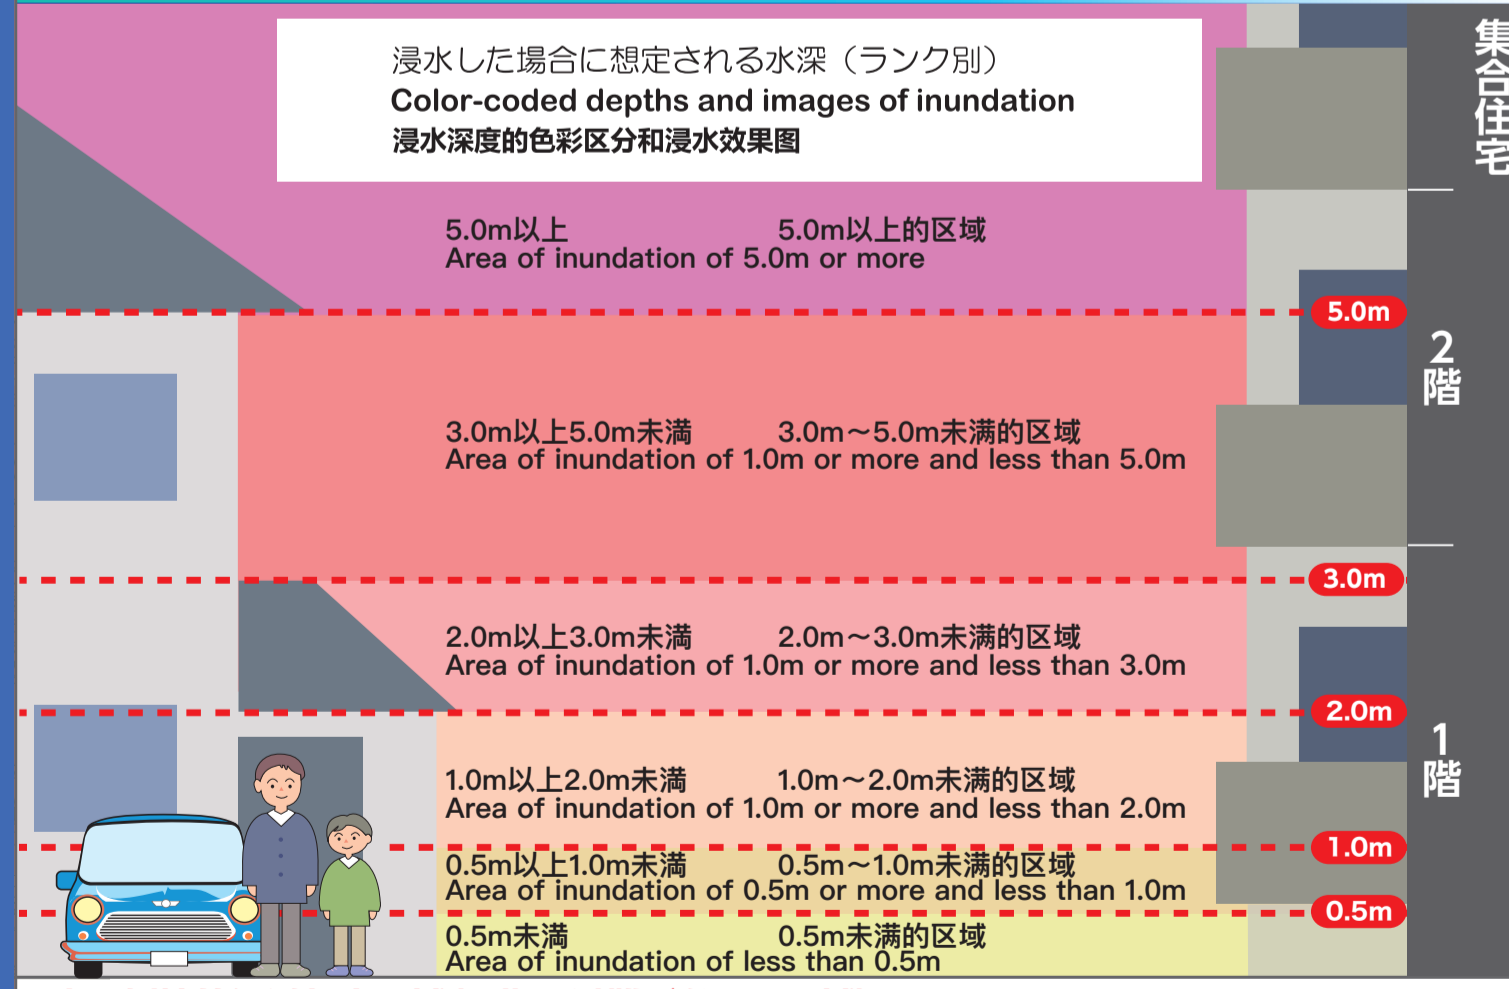 浸水した場合に想定される水深（ランク別）
Color-coded depths and images of inundation
浸水深度的色彩区分和浸水效果图
集合住宅
5.0m以上 5.0m以上的区域
Area of inundation of 5.0m or more
5.0m
2階
3.0m以上5.0m未満 3.0m～5.0m未满的区域
Area of inundation of 1.0m or more and less than 5.0m
3.0m
2.0m以上3.0m未満 2.0m～3.0m未满的区域
Area of inundation of 1.0m or more and less than 3.0m
2.0m
1階
1.0m以上2.0m未満 1.0m～2.0m未满的区域
Area of inundation of 1.0m or more and less than 2.0m
1.0m
0.5m以上1.0m未満 0.5m～1.0m未满的区域
Area of inundation of 0.5m or more and less than 1.0m
0.5m
0.5m未満 0.5m未满的区域
Area of inundation of less than 0.5m